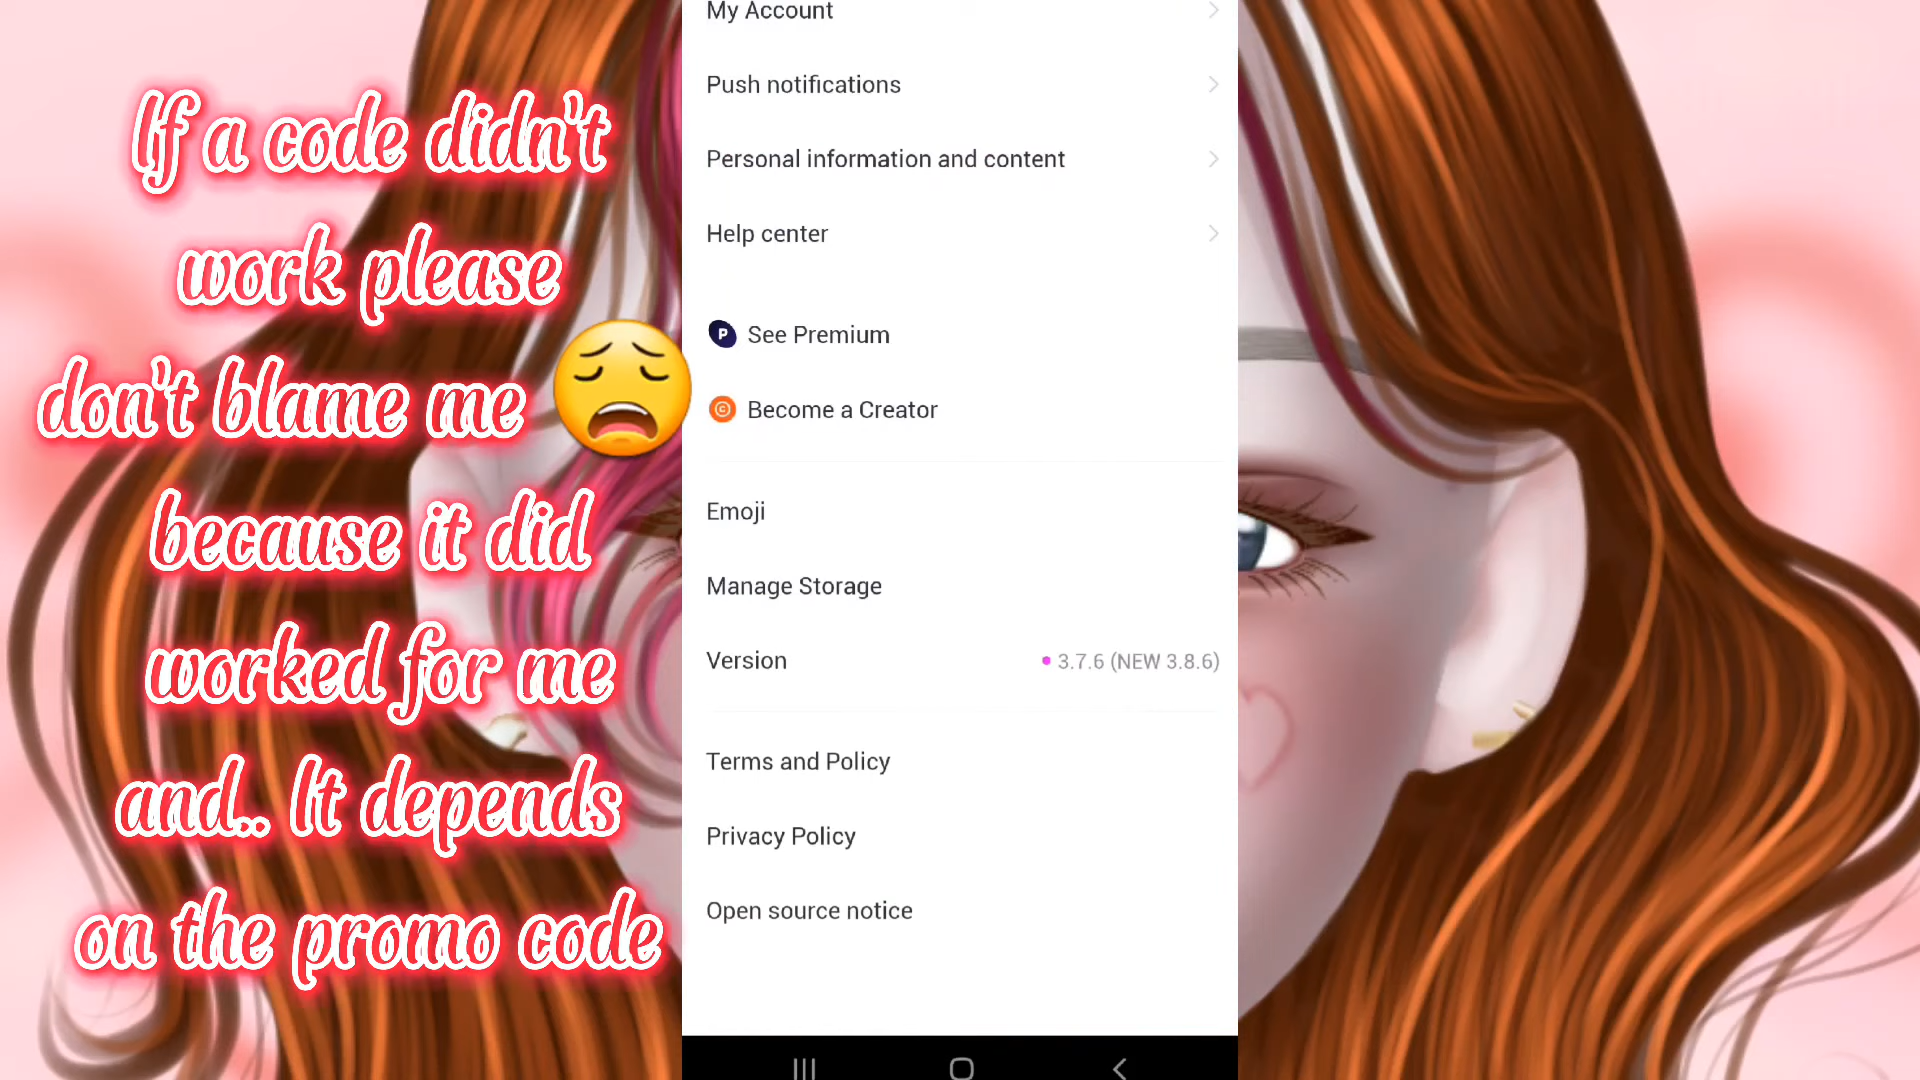 If a code didn't
work please
don't blame me
because it did
worked for me
and.. It depends
on the promo code
My Account
Push notifications
Personal information and content
Help center
P See Premium
© Become a Creator
Emoji
Manage Storage
Version 3.7.6 (NEW 3.8.6)
Terms and Policy
Privacy Policy
Open source notice